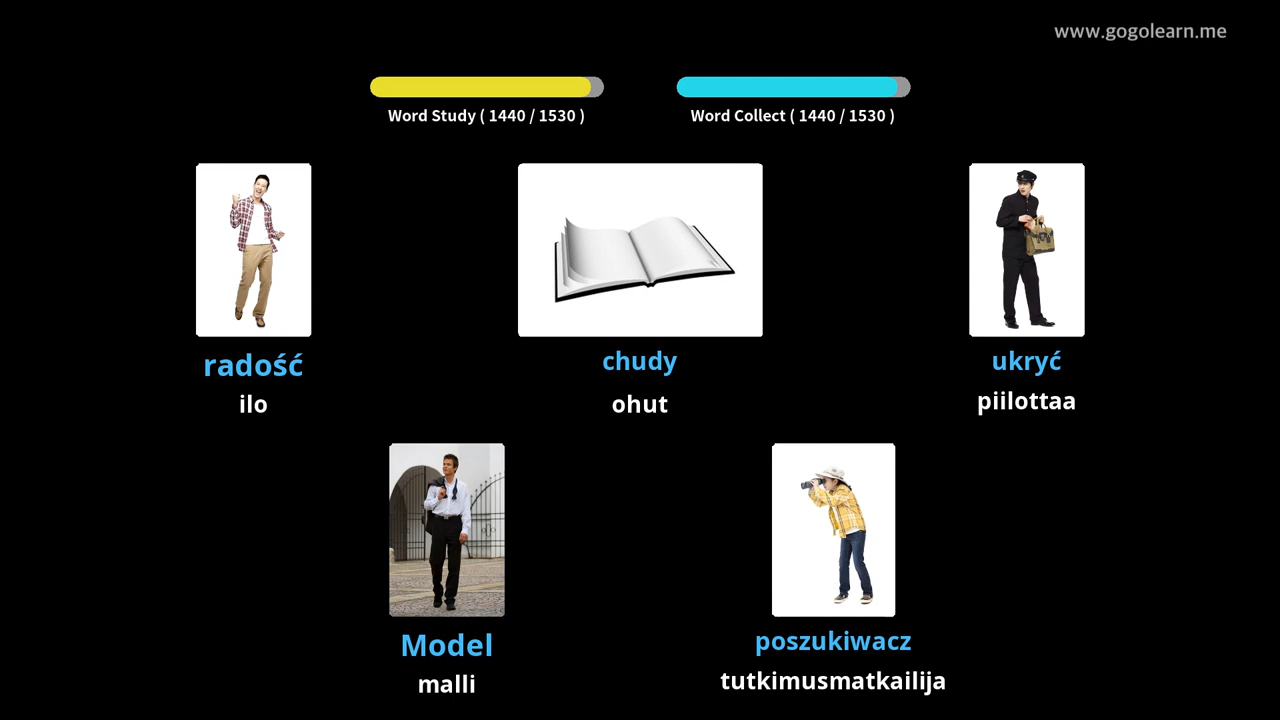 www.gogolearn.me
Word Study ( 1440 / 1530 )
Word Collect ( 1440 / 1530 )
radość
ilo
chudy
ohut
ukryć
piilottaa
Model
malli
poszukiwacz
tutkimusmatkailija